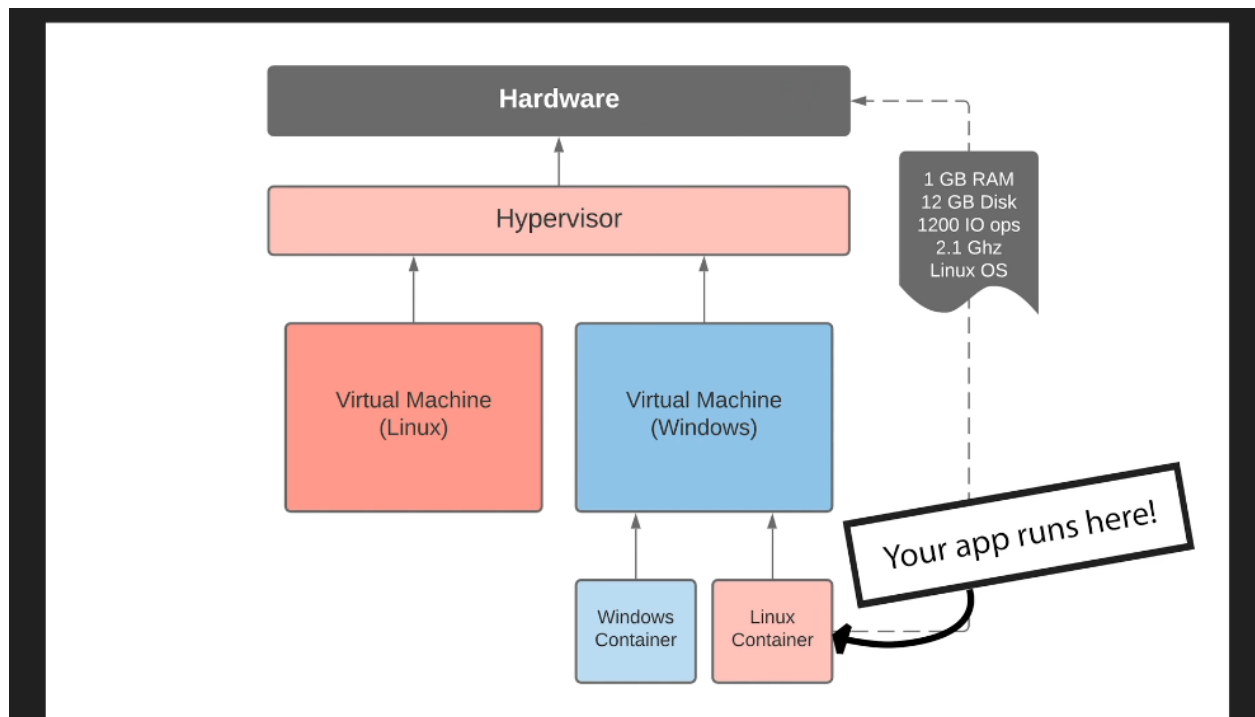 Hardware
Hypervisor
1 GB RAM
12 GB Disk
1200 IO ops
2.1 Ghz
Linux OS
Virtual Machine
(Linux)
Virtual Machine
(Windows)
Your app runs here!
Windows
Container
Linux
Container